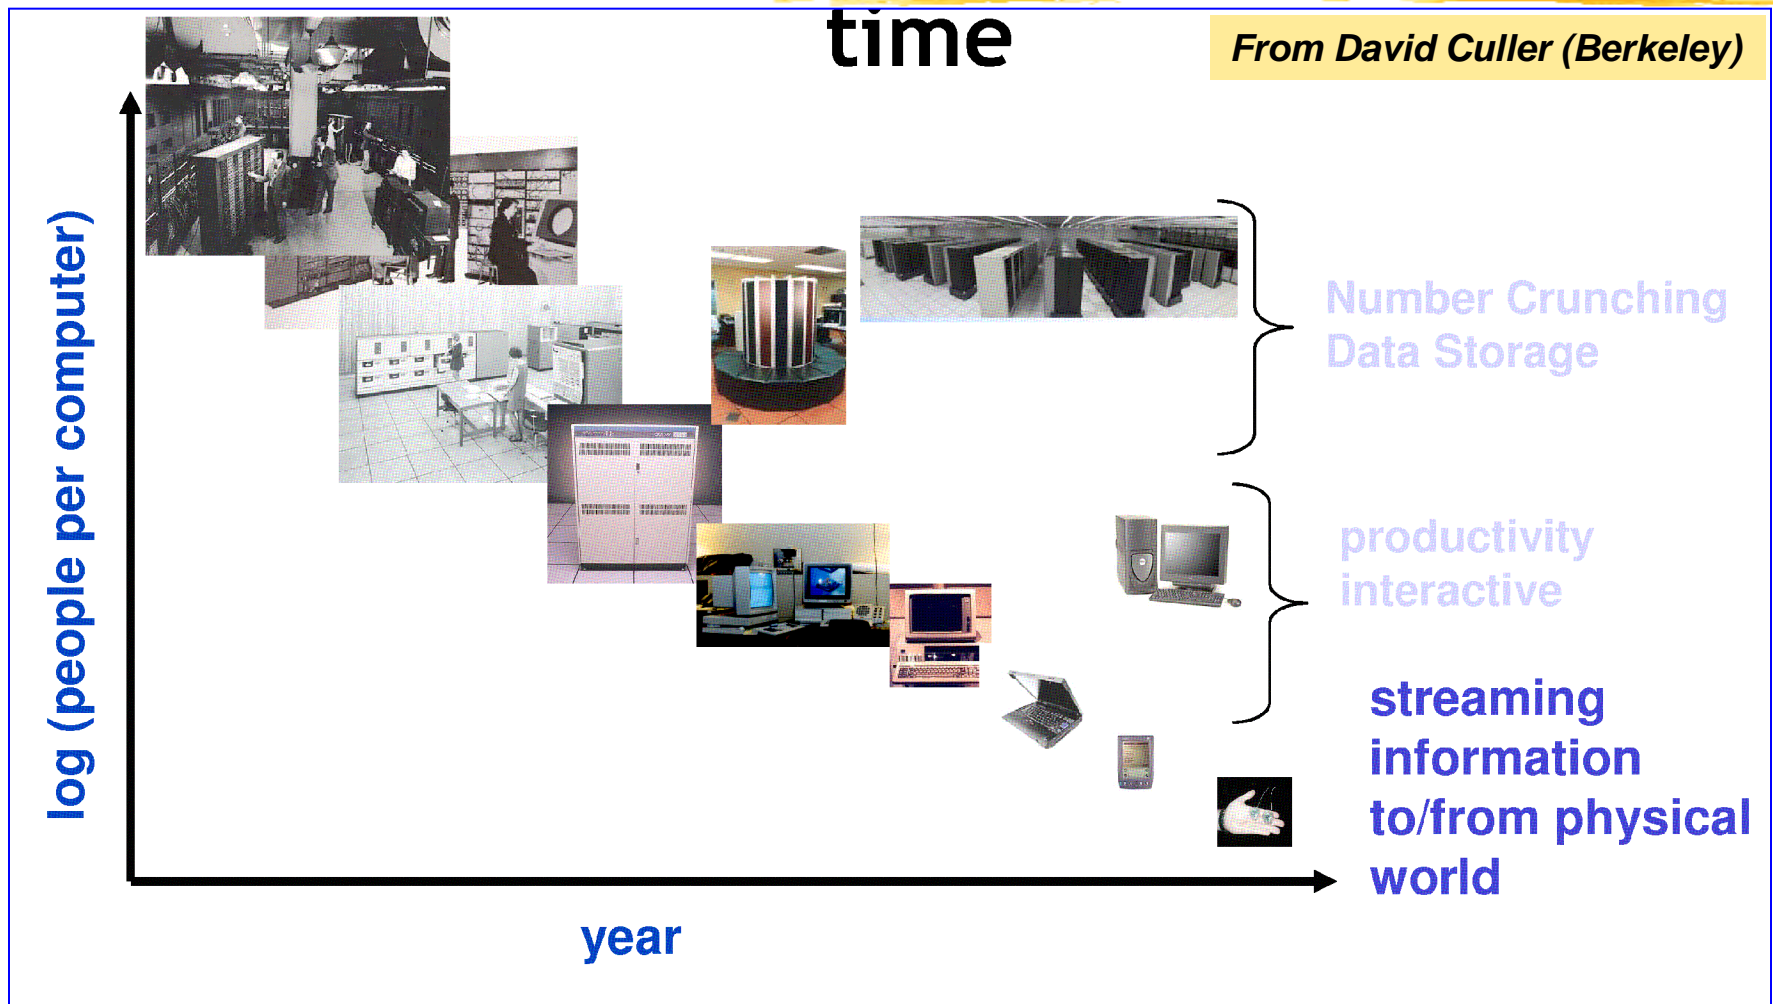 time
From David Culler (Berkeley)
log (people per computer)
Number Crunching
Data Storage
productivity
interactive
streaming
information
to/from physical
world
year